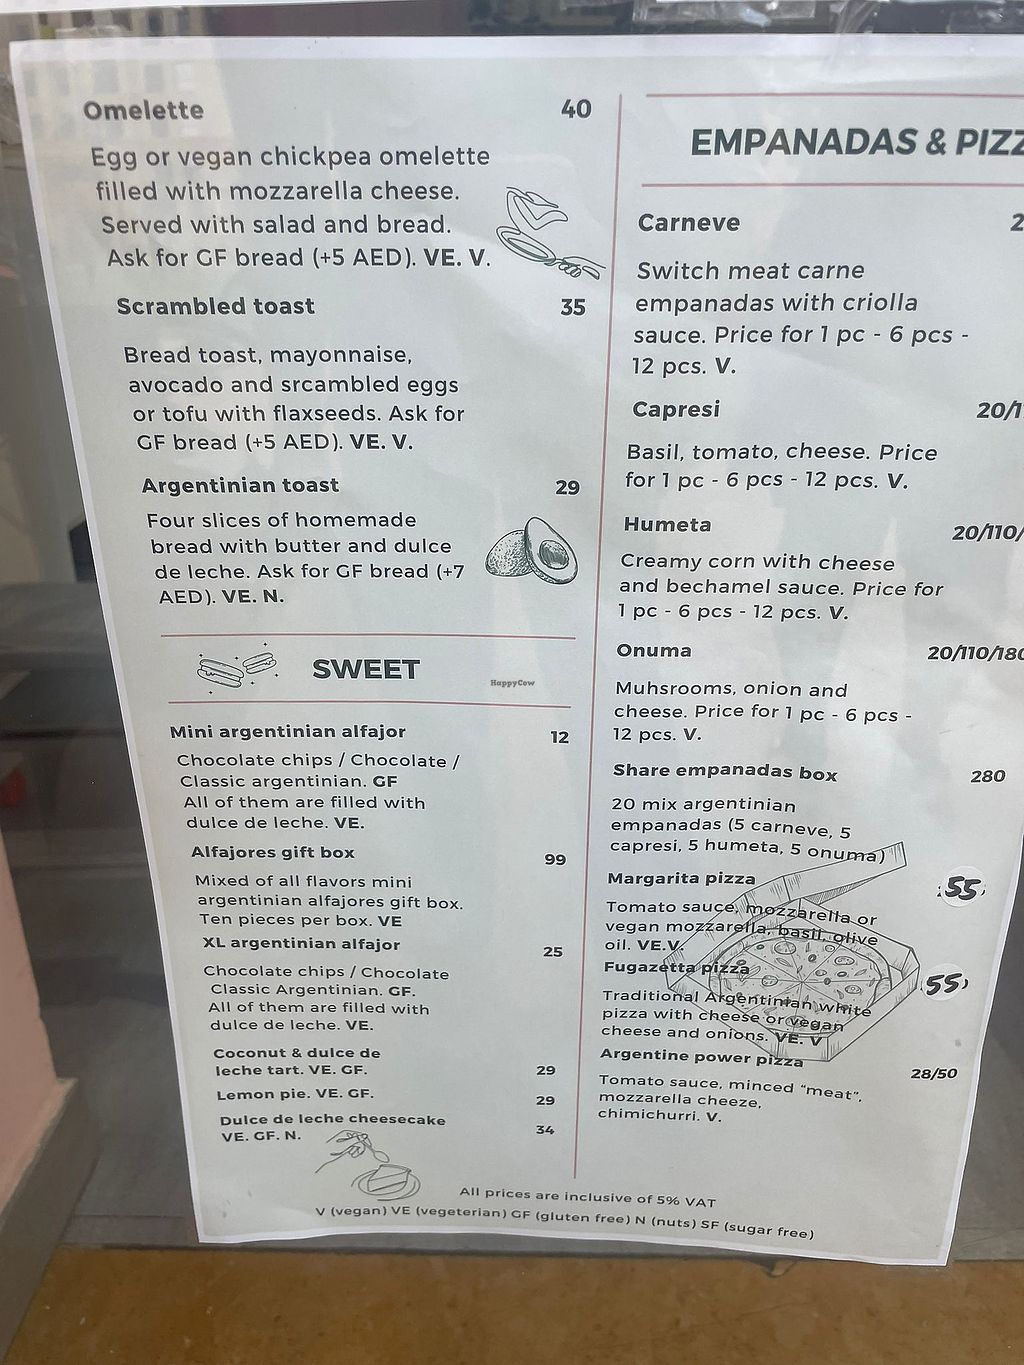 Omelette 40
Egg or vegan chickpea omelette
filled with mozzarella cheese.
Served with salad and bread.
Ask for GF bread (+5 AED). VE. V.
Scrambled toast 35
Bread toast, mayonnaise,
avocado and srcambled eggs
or tofu with flaxseeds. Ask for
GF bread (+5 AED). VE. V.
Argentinian toast 29
Four slices of homemade
bread with butter and dulce
de leche. Ask for GF bread (+7
AED). VE. N.
SWEET
HappyCow
Mini argentinian alfajor 12
Chocolate chips / Chocolate /
Classic argentinian. GF
All of them are filled with
dulce de leche. VE.
Alfajores gift box 99
Mixed of all flavors mini
argentinian alfajores gift box.
Ten pieces per box. VE
XL argentinian alfajor 25
Chocolate chips / Chocolate
Classic Argentinian. GF.
All of them are filled with
dulce de leche. VE.
Coconut & dulce de
leche tart. VE. GF. 29
Lemon pie. VE. GF. 29
Dulce de leche cheesecake
VE. GF. N. 34
EMPANADAS & PIZZ
Carneve 2
Switch meat carne
empanadas with criolla
sauce. Price for 1 pc - 6 pcs -
12 pcs. V.
Capresi 20/1
Basil, tomato, cheese. Price
for 1 pc - 6 pcs - 12 pcs. V.
Humeta 20/110/
Creamy corn with cheese
and bechamel sauce. Price for
1 pc - 6 pcs - 12 pcs. V.
Onuma 20/110/180
Muhsrooms, onion and
cheese. Price for 1 pc - 6 pcs -
12 pcs. V.
Share empanadas box 280
20 mix argentinian
empanadas (5 carneve, 5
capresi, 5 humeta, 5 onuma)
Margarita pizza 55
Tomato sauce, mozzarella or
vegan mozzarella, basil, olive
oil. VE.V.
Fugazetta pizza 55
Traditional Argentinian white
pizza with cheese or vegan
cheese and onions. VE. V
Argentine power pizza 28/50
Tomato sauce, minced "meat",
mozzarella cheeze,
chimichurri. V.
All prices are inclusive of 5% VAT
V (vegan) VE (vegeterian) GF (gluten free) N (nuts) SF (sugar free)